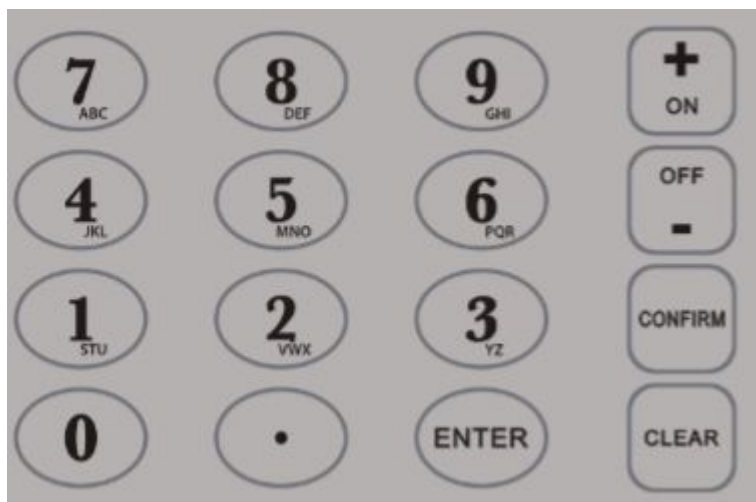 7 8 9 +
ABC DEF GHI ON
4 5 6 OFF
JKL MNO PQR -
1 2 3 CONFIRM
STU VWX YZ
0 . ENTER CLEAR